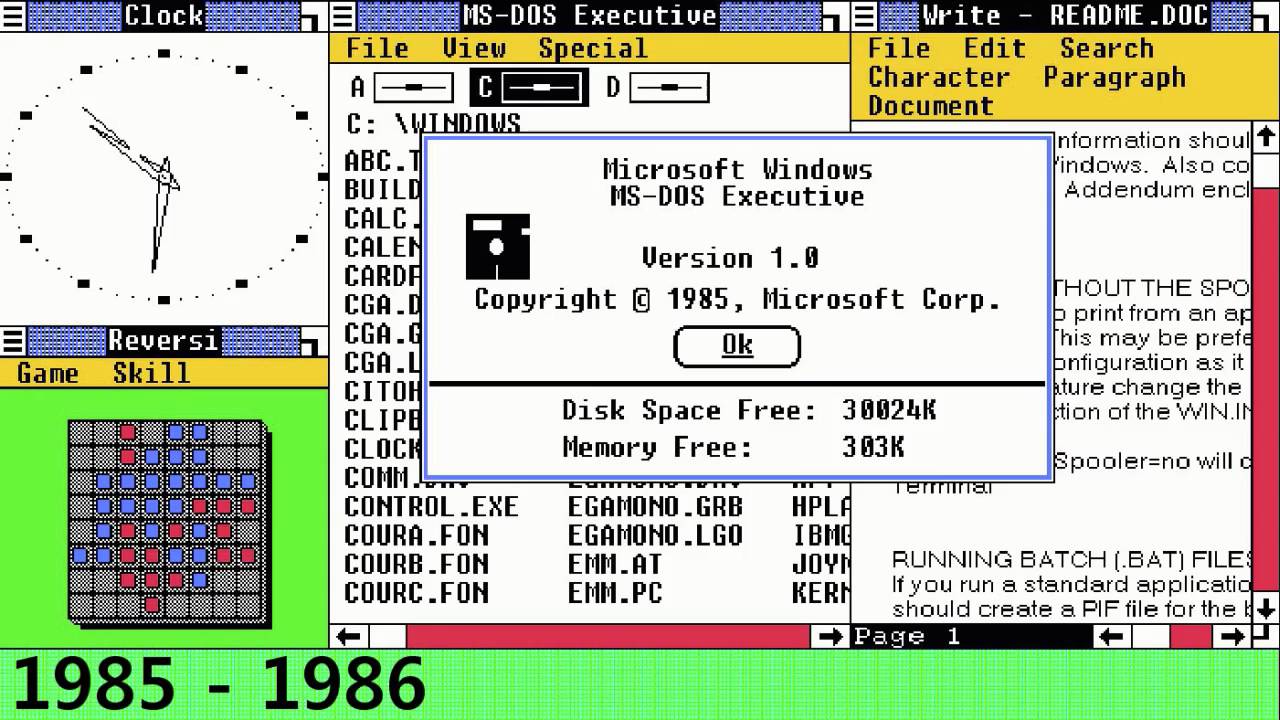 Clock
MS-DOS Executive
Write - README.DOC
File View Special
File Edit Search
Character Paragraph
Document
A C D
C: \WINDOWS
ABC.T
BUILD
CALC.
CALEN
CARDF
CGA.D
CGA.G
CGA.L
CITOH
CLIPB
CLOCK
COMM.DRV EGAMONO.DRV
CONTROL.EXE EGAMONO.GRB HPLA
COURA.FON EGAMONO.LGO IBMG
COURB.FON EMM.AT JOYM
COURC.FON EMM.PC KERN
Microsoft Windows
MS-DOS Executive
Version 1.0
Copyright © 1985, Microsoft Corp.
Ok
Disk Space Free: 30024K
Memory Free: 303K
nformation shoul
indows. Also co
Addendum encl
THOUT THE SPO
o print from an ap
This may be prefe
onfiguration as it
ature change the
ction of the WIN.IN
Spooler=no will c
Terminal
RUNNING BATCH (.BAT) FILES
If you run a standard applicatio
should create a PIF file for the b
Page 1
Reversi
Game Skill
1985 - 1986